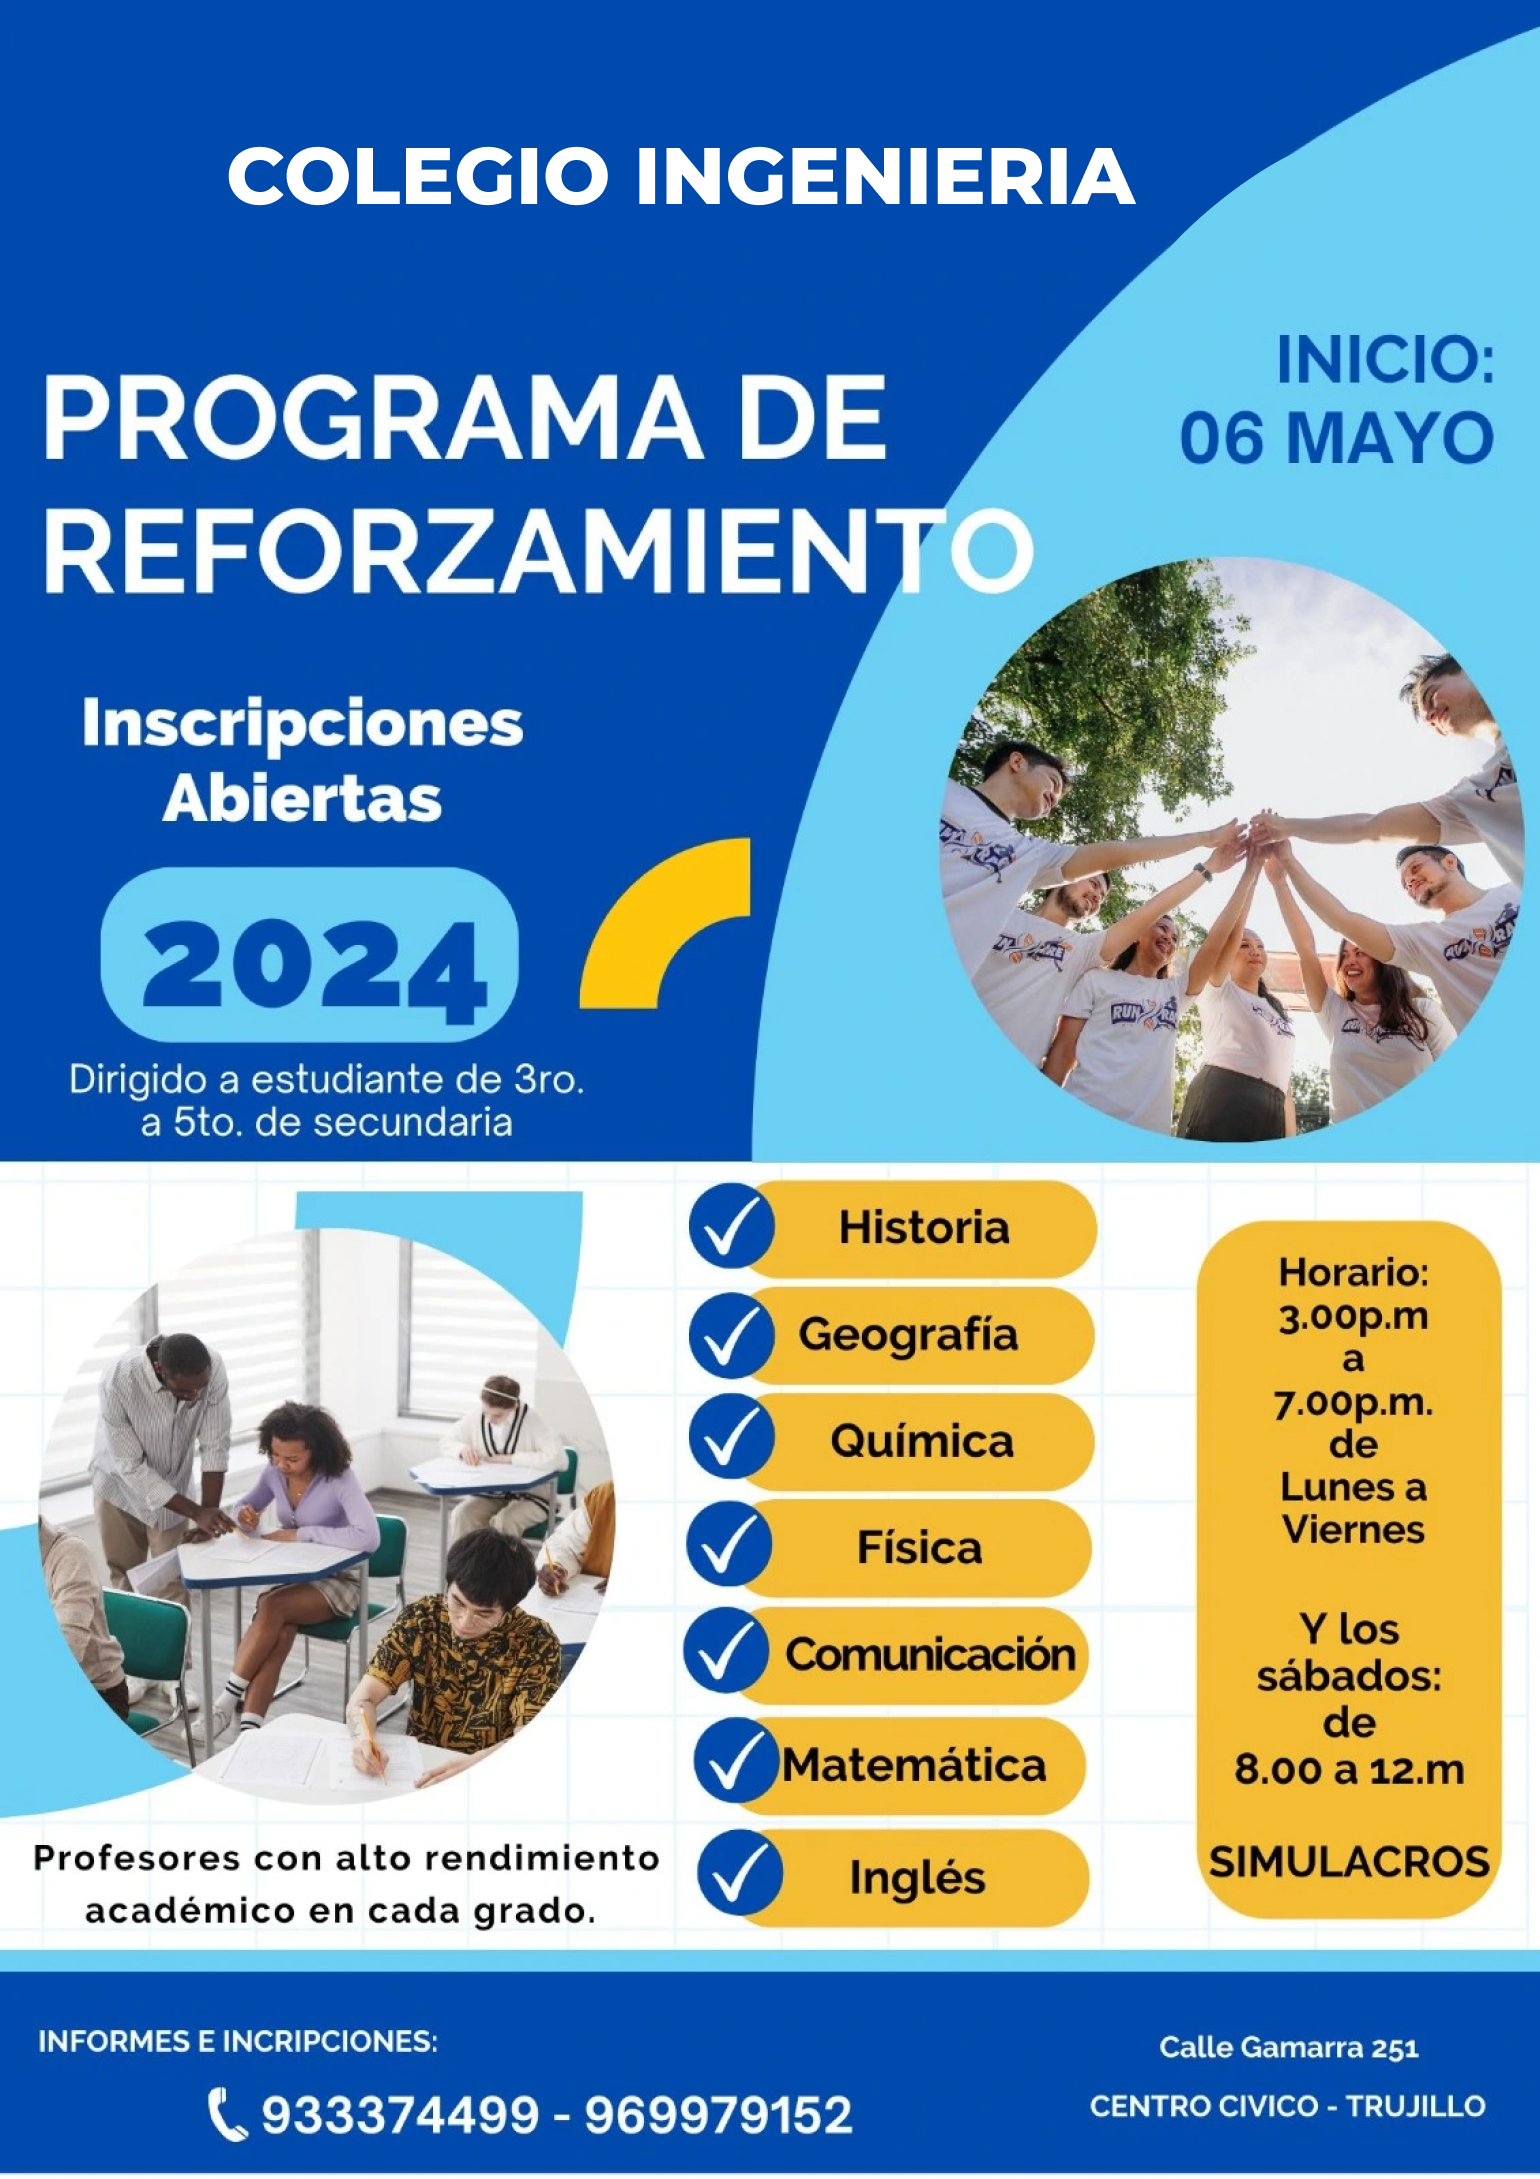 COLEGIO INGENIERIA
PROGRAMA DE
REFORZAMIENTO
INICIO:
06 MAYO
Inscripciones
Abiertas
2024
Dirigido a estudiante de 3ro.
a 5to. de secundaria
RUN
Historia
Geografía
Química
Física
Comunicación
Matemática
Inglés
Horario:
3.00p.m
a
7.00p.m.
de
Lunes a
Viernes
Y los
sábados:
de
8.00 a 12.m
SIMULACROS
Profesores con alto rendimiento
académico en cada grado.
INFORMES E INCRIPCIONES:
933374499 - 969979152
Calle Gamarra 251
CENTRO CIVICO - TRUJILLO